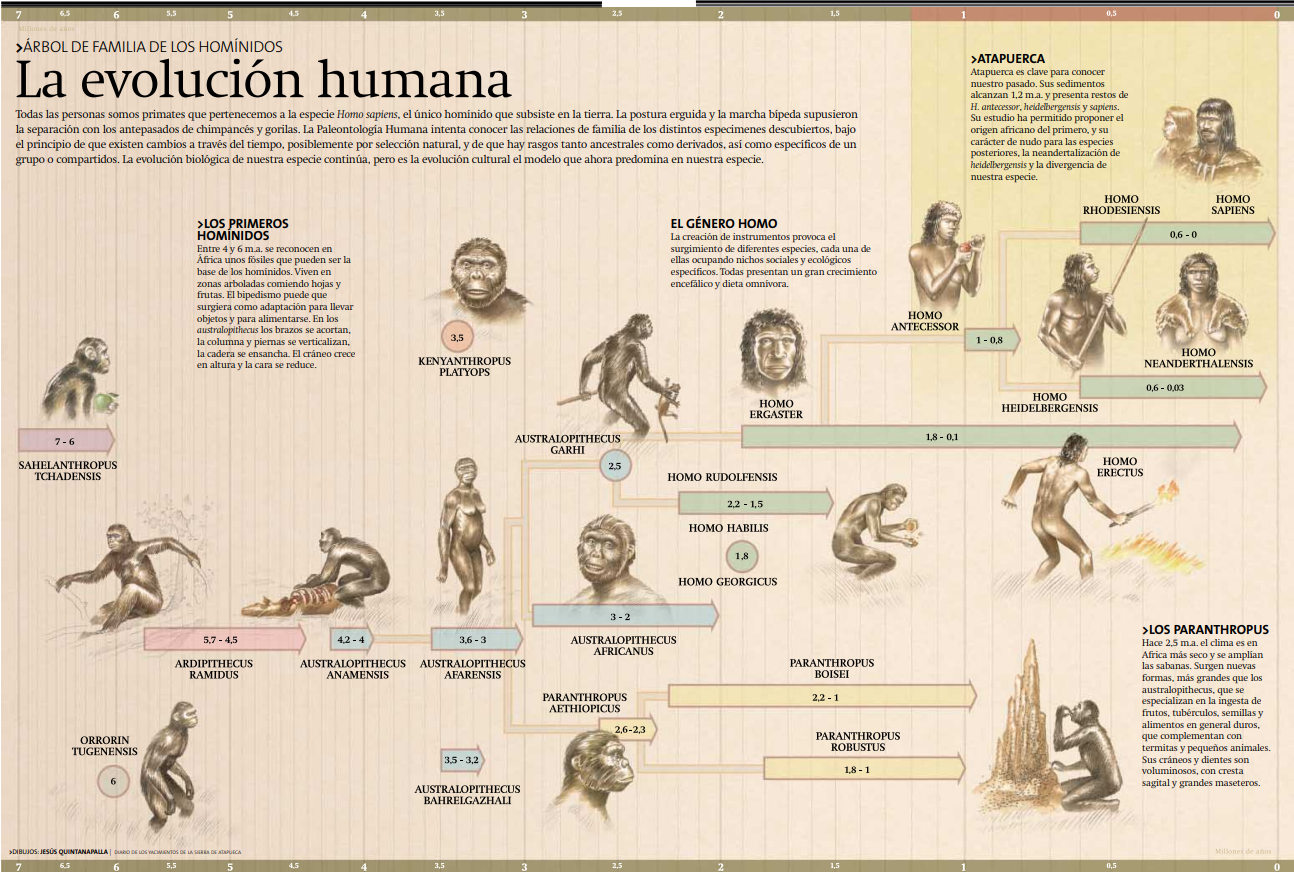 7 6,5 6 5,5 5 4,5 4 3,5 3 2,5 2 1,5 1 0,5 0
Millones de años
>ÁRBOL DE FAMILIA DE LOS HOMÍNIDOS
La evolución humana
Todas las personas somos primates que pertenecemos a la especie Homo sapiens, el único homínido que subsiste en la tierra. La postura erguida y la marcha bípeda supusieron
la separación con los antepasados de chimpancés y gorilas. La Paleontología Humana intenta conocer las relaciones de familia de los distintos especimenes descubiertos, bajo
el principio de que existen cambios a través del tiempo, posiblemente por selección natural, y de que hay rasgos tanto ancestrales como derivados, así como específicos de un
grupo o compartidos. La evolución biológica de nuestra especie continúa, pero es la evolución cultural el modelo que ahora predomina en nuestra especie.
>ATAPUERCA
Atapuerca es clave para conocer
nuestro pasado. Sus sedimentos
alcanzan 1,2 m.a. y presenta restos de
H. antecessor, heidelbergensis y sapiens.
Su estudio ha permitido proponer el
origen africano del primero, y su
carácter de nudo para las especies
posteriores, la neandertalización de
heidelbergensis y la divergencia de
nuestra especie.
>LOS PRIMEROS
HOMÍNIDOS
Entre 4 y 6 m.a. se reconocen en
África unos fósiles que pueden ser la
base de los homínidos. Viven en
zonas arboladas comiendo hojas y
frutas. El bipedismo puede que
surgiera como adaptación para llevar
objetos y para alimentarse. En los
australopithecus los brazos se acortan,
la columna y piernas se verticalizan,
la cadera se ensancha. El cráneo crece
en altura y la cara se reduce.
EL GÉNERO HOMO
La creación de instrumentos provoca el
surgimiento de diferentes especies, cada una de
ellas ocupando nichos sociales y ecológicos
específicos. Todas presentan un gran crecimiento
encefálico y dieta omnívora.
HOMO
RHODESIENSIS
HOMO
SAPIENS
0,6 - 0
HOMO
ANTECESSOR
1 - 0,8
HOMO
NEANDERTHALENSIS
0,6 - 0,03
HOMO
HEIDELBERGENSIS
3,5
KENYANTHROPUS
PLATYOPS
HOMO
ERGASTER
1,8 - 0,1
HOMO
ERECTUS
7 - 6
SAHELANTHROPUS
TCHADENSIS
AUSTRALOPITHECUS
GARHI
2,5
HOMO RUDOLFENSIS
2,2 - 1,5
HOMO HABILIS
1,8
HOMO GEORGICUS
3 - 2
AUSTRALOPITHECUS
AFRICANUS
5,7 - 4,5
ARDIPITHECUS
RAMIDUS
4,2 - 4
AUSTRALOPITHECUS
ANAMENSIS
3,6 - 3
AUSTRALOPITHECUS
AFARENSIS
PARANTHROPUS
BOISEI
2,2 - 1
PARANTHROPUS
AETHIOPICUS
2,6-2,3
PARANTHROPUS
ROBUSTUS
1,8 - 1
ORRORIN
TUGENENSIS
6
3,5 - 3,2
AUSTRALOPITHECUS
BAHRELGAZHALI
>LOS PARANTHROPUS
Hace 2,5 m.a. el clima es en
Africa más seco y se amplían
las sabanas. Surgen nuevas
formas, más grandes que los
australopithecus, que se
especializan en la ingesta de
frutos, tubérculos, semillas y
alimentos en general duros,
que complementan con
termitas y pequeños animales.
Sus cráneos y dientes son
voluminosos, con cresta
sagital y grandes maseteros.
>DIBUJOS: JESÚS QUINTANAPALLA | DIARIO DE LOS YACIMIENTOS DE LA SIERRA DE ATAPUECA
Millones de años
7 6,5 6 5,5 5 4,5 4 3,5 3 2,5 2 1,5 1 0,5 0